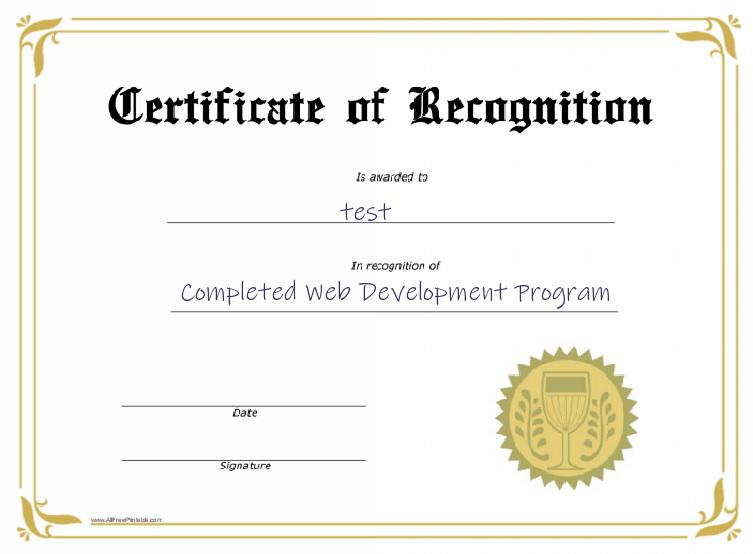 Certificate of Recognition
Is awarded to
test
In recognition of
Completed Web Development Program
Date
Signature
www.AllFreePrintable.com